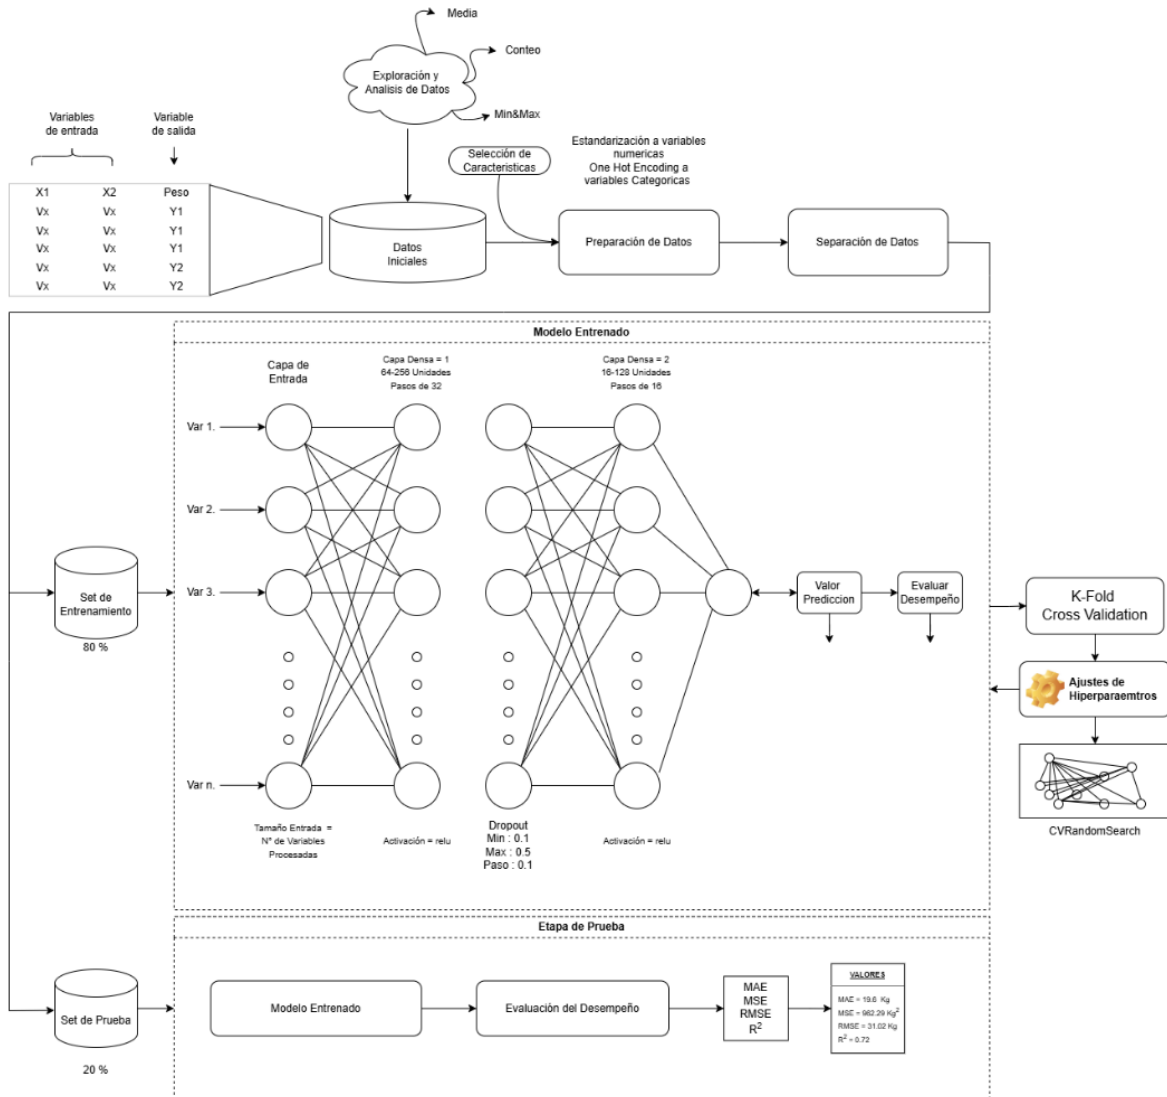 Media
Conteo
Exploración y
Analisis de Datos
Min&Max
Variables
de entrada
Variable
de salida
Selección de
Caracteristicas
Estandarización a variables
numericas
One Hot Encoding a
variables Categoricas
X1 X2 Peso
Vx Vx Y1
Vx Vx Y1
Vx Vx Y1
Vx Vx Y2
Vx Vx Y2
Datos
Iniciales
Preparación de Datos
Separación de Datos
Modelo Entrenado
Capa de
Entrada
Capa Densa = 1
64-256 Unidades
Pasos de 32
Capa Densa = 2
16-128 Unidades
Pasos de 16
Var 1.
Var 2.
Var 3.
Var n.
Set de
Entrenamiento
80 %
Valor
Prediccion
Evaluar
Desempeño
K-Fold
Cross Validation
Ajustes de
Hiperparaemtros
CVRandomSearch
Tamaño Entrada =
N° de Variables
Procesadas
Activación = relu
Dropout
Min : 0.1
Max : 0.5
Paso : 0.1
Activación = relu
Etapa de Prueba
Set de Prueba
20 %
Modelo Entrenado
Evaluación del Desempeño
MAE
MSE
RMSE
R²
VALORES
MAE = 19.6 Kg
MSE = 962.29 Kg²
RMSE = 31.02 Kg
R² = 0.72